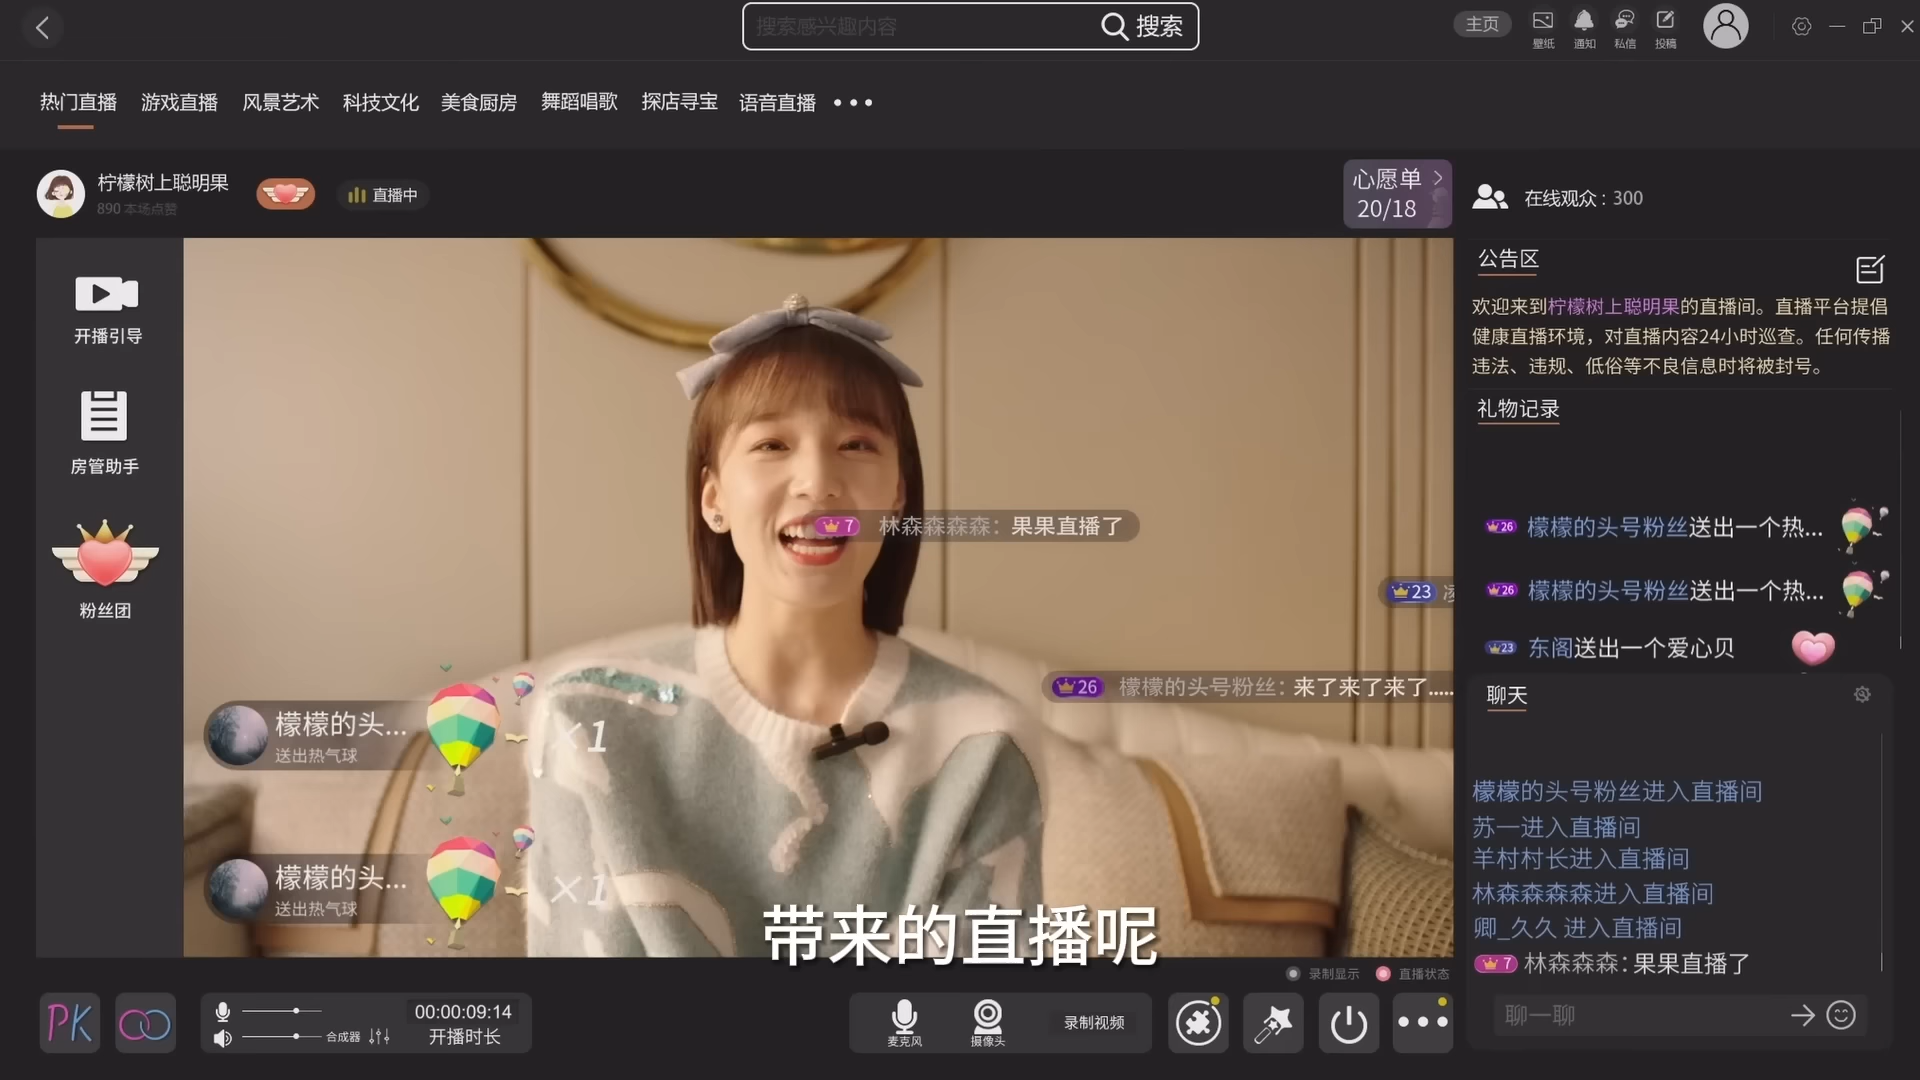 搜索感兴趣内容
搜索
主页
壁纸
通知
私信
投稿
热门直播 游戏直播 风景艺术 科技文化 美食厨房 舞蹈唱歌 探店寻宝 语音直播
柠檬树上聪明果
890 本场点赞
直播中
心愿单
20/18
在线观众 : 300
公告区
欢迎来到柠檬树上聪明果的直播间。直播平台提倡
健康直播环境，对直播内容24小时巡查。任何传播
违法、违规、低俗等不良信息时将被封号。
礼物记录
26 檬檬的头号粉丝送出一个热...
26 檬檬的头号粉丝送出一个热...
23 东阁送出一个爱心贝
开播引导
房管助手
粉丝团
7 林森森森森：果果直播了
23 凌
26 檬檬的头号粉丝：来了来了来了.....
檬檬的头...
送出热气球
×1
檬檬的头...
送出热气球
×1
带来的直播呢
聊天
檬檬的头号粉丝进入直播间
苏一进入直播间
羊村村长进入直播间
林森森森森进入直播间
卿_久久 进入直播间
7 林森森森：果果直播了
聊一聊
录制显示
直播状态
PK
合成器
00:00:09:14
开播时长
麦克风
摄像头
录制视频